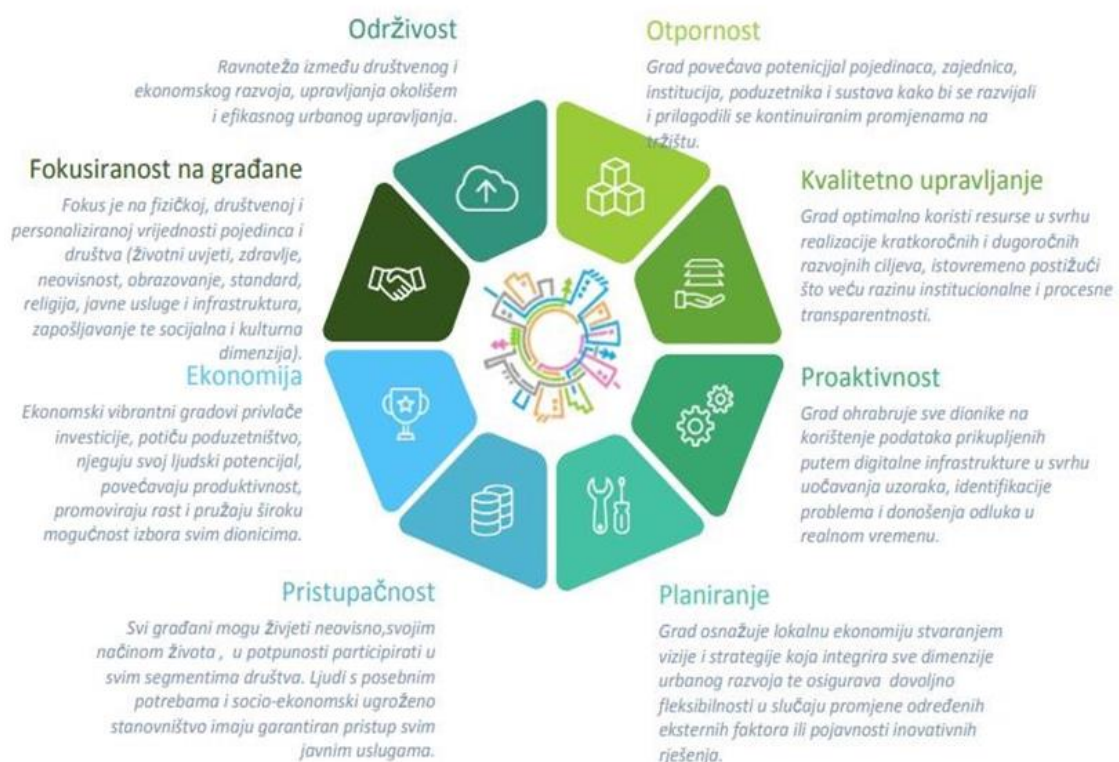 Održivost
Ravnoteža između društvenog i
ekonomskog razvoja, upravljanja okolišem
i efikasnog urbanog upravljanja.
Otpornost
Grad povećava potenicjjal pojedinaca, zajednica,
institucija, poduzetnika i sustava kako bi se razvijali
i prilagodili se kontinuiranim promjenama na
tržištu.
Fokusiranost na građane
Fokus je na fizičkoj, društvenoj i
personaliziranoj vrijednosti pojedinca i
društva (životni uvjeti, zdravlje,
neovisnost, obrazovanje, standard,
religija, javne usluge i infrastruktura,
zapošljavanje te socijalna i kulturna
dimenzija).
Kvalitetno upravljanje
Grad optimalno koristi resurse u svrhu
realizacije kratkoročnih i dugoročnih
razvojnih ciljeva, istovremeno postižući
što veću razinu institucionalne i procesne
transparentnosti.
Ekonomija
Ekonomski vibrantni gradovi privlače
investicije, potiču poduzetništvo,
njeguju svoj ljudski potencijal,
povećavaju produktivnost,
promoviraju rast i pružaju široku
mogućnost izbora svim dionicima.
Proaktivnost
Grad ohrabruje sve dionike na
korištenje podataka prikupljenih
putem digitalne infrastrukture u svrhu
uočavanja uzoraka, identifikacije
problema i donošenja odluka u
realnom vremenu.
Pristupačnost
Svi građani mogu živjeti neovisno,svojim
načinom života , u potpunosti participirati u
svim segmentima društva. Ljudi s posebnim
potrebama i socio-ekonomski ugroženo
stanovništvo imaju garantiran pristup svim
javnim uslugama.
Planiranje
Grad osnažuje lokalnu ekonomiju stvaranjem
vizije i strategije koja integrira sve dimenzije
urbanog razvoja te osigurava dovoljno
fleksibilnosti u slučaju promjene određenih
eksternih faktora ili pojavnosti inovativnih
rješenja.